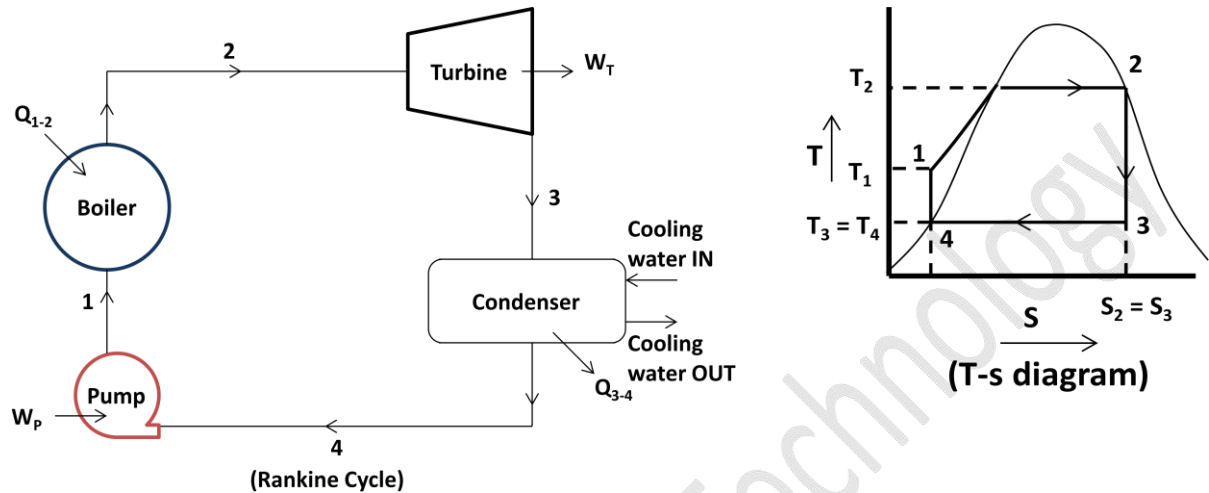 2
Turbine
W_T
Q_1-2
Boiler
3
Cooling
water IN
1
Condenser
Cooling
water OUT
Pump
Q_3-4
W_P
4
(Rankine Cycle)
T_2
2
T
1
T_1
T_3 = T_4
4
3
S_2 = S_3
S
(T-s diagram)
Technology